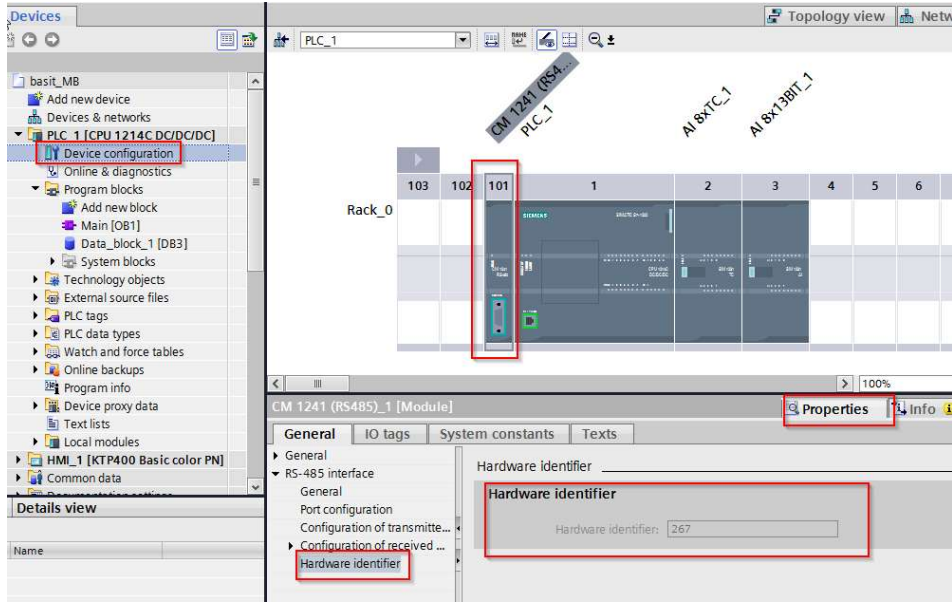 Devices
Topology view
Netw
PLC_1
basit_MB
Add new device
Devices & networks
PLC_1 [CPU 1214C DC/DC/DC]
Device configuration
Online & diagnostics
Program blocks
Add new block
Main [OB1]
Data_block_1 [DB3]
System blocks
Technology objects
External source files
PLC tags
PLC data types
Watch and force tables
Online backups
Program info
Device proxy data
Text lists
Local modules
HMI_1 [KTP400 Basic color PN]
Common data
Details view
Name
CM 1241 (RS4...
PLC_1
AI 8xTC_1
AI 8x13BIT_1
103 102 101 1 2 3 4 5 6
Rack_0
SIEMENS
100%
CM 1241 (RS485)_1 [Module]
Properties
Info
General
IO tags
System constants
Texts
General
RS-485 interface
General
Port configuration
Configuration of transmitte...
Configuration of received ...
Hardware identifier
Hardware identifier
Hardware identifier
Hardware identifier: 267